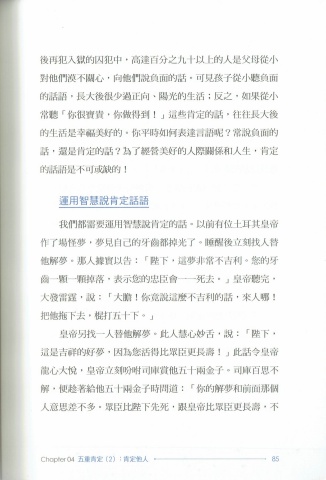 後再犯入獄的囚犯中，高達百分之九十以上的人是父母從小
對他們漠不關心，向他們說負面的話。可見孩子從小聽負面
的話語，長大後很少過正向、陽光的生活；反之，如果從小
常聽「你很寶貴，你做得到！」這些肯定的話，往往長大後
的生活是幸福美好的。你平時如何表達言語呢？常說負面的
話，還是肯定的話？為了經營美好的人際關係和人生，肯定
的話語是不可或缺的！
運用智慧說肯定話語
我們都需要運用智慧說肯定的話。以前有位土耳其皇帝
作了場怪夢，夢見自己的牙齒都掉光了。睡醒後立刻找人替
他解夢。那人據實以告：「陛下，這夢非常不吉利。您的牙
齒一顆一顆掉落，表示您的忠臣會一一死去。」皇帝聽完，
大發雷霆，說：「大膽！你竟說這麼不吉利的話，來人哪！
把他拖下去，棍打五十下。」
皇帝另找一人替他解夢。此人慧心妙舌，說：「陛下，
這是吉祥的好夢，因為您活得比眾臣更長壽！」此話令皇帝
龍心大悅，皇帝立刻吩咐司庫賞他五十兩金子。司庫百思不
解，便趁著給他五十兩金子時問道：「你的解夢和前面那個
人意思差不多。眾臣比陛下先死，跟皇帝比眾臣更長壽，不
Chapter 04 五重肯定（2）：肯定他人 85